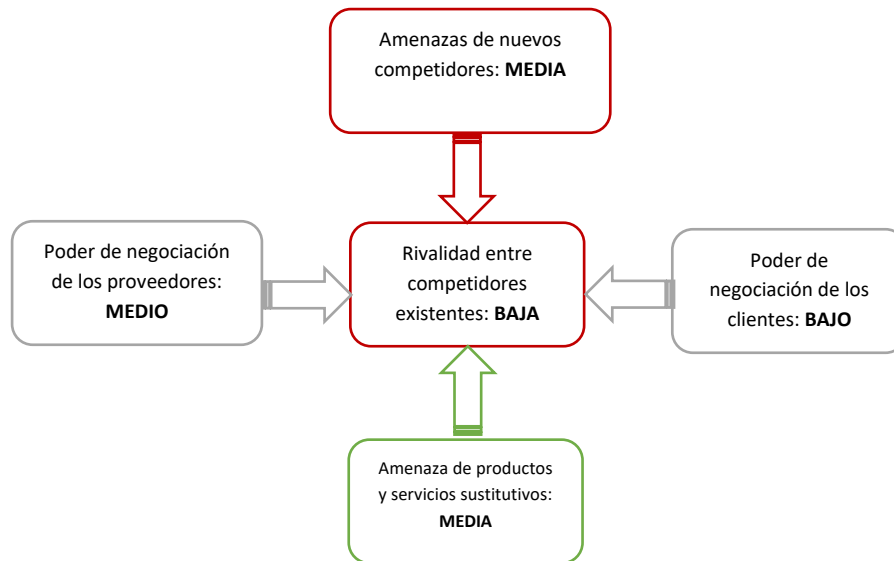 Amenazas de nuevos
competidores: MEDIA
Poder de negociación
de los proveedores:
MEDIO
Rivalidad entre
competidores
existentes: BAJA
Poder de
negociación de los
clientes: BAJO
Amenaza de productos
y servicios sustitutivos:
MEDIA